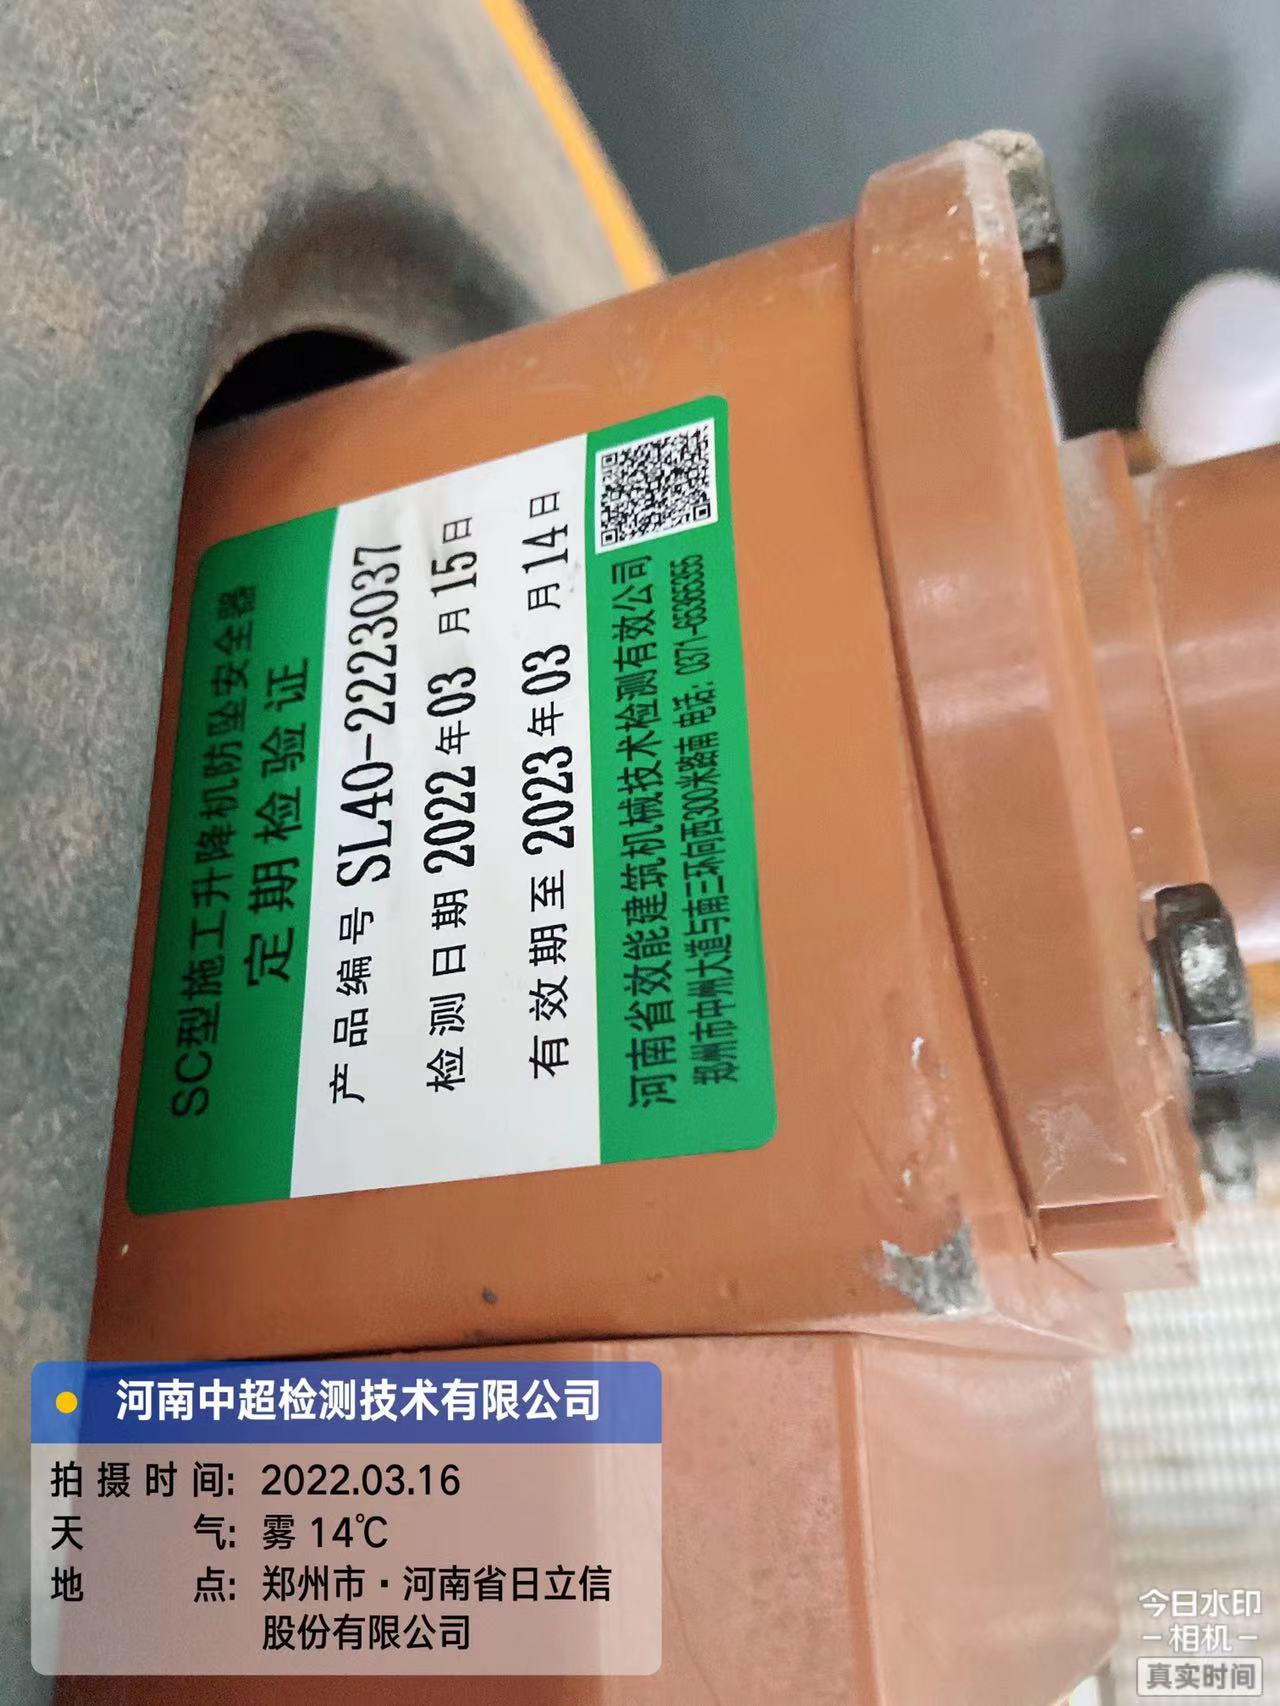 SC型施工升降机防坠安全器
定期检验证
产品编号 SL40-2223037
检测日期 2022年03月15日
有效期至 2023年03月14日
河南省效能建筑机械技术检测有效公司
郑州市中州大道与南三环向西300米路南 电话: 0371-65365355
河南中超检测技术有限公司
拍摄时间: 2022.03.16
天气: 雾 14℃
地点: 郑州市·河南省日立信
股份有限公司
今日水印
相机
真实时间